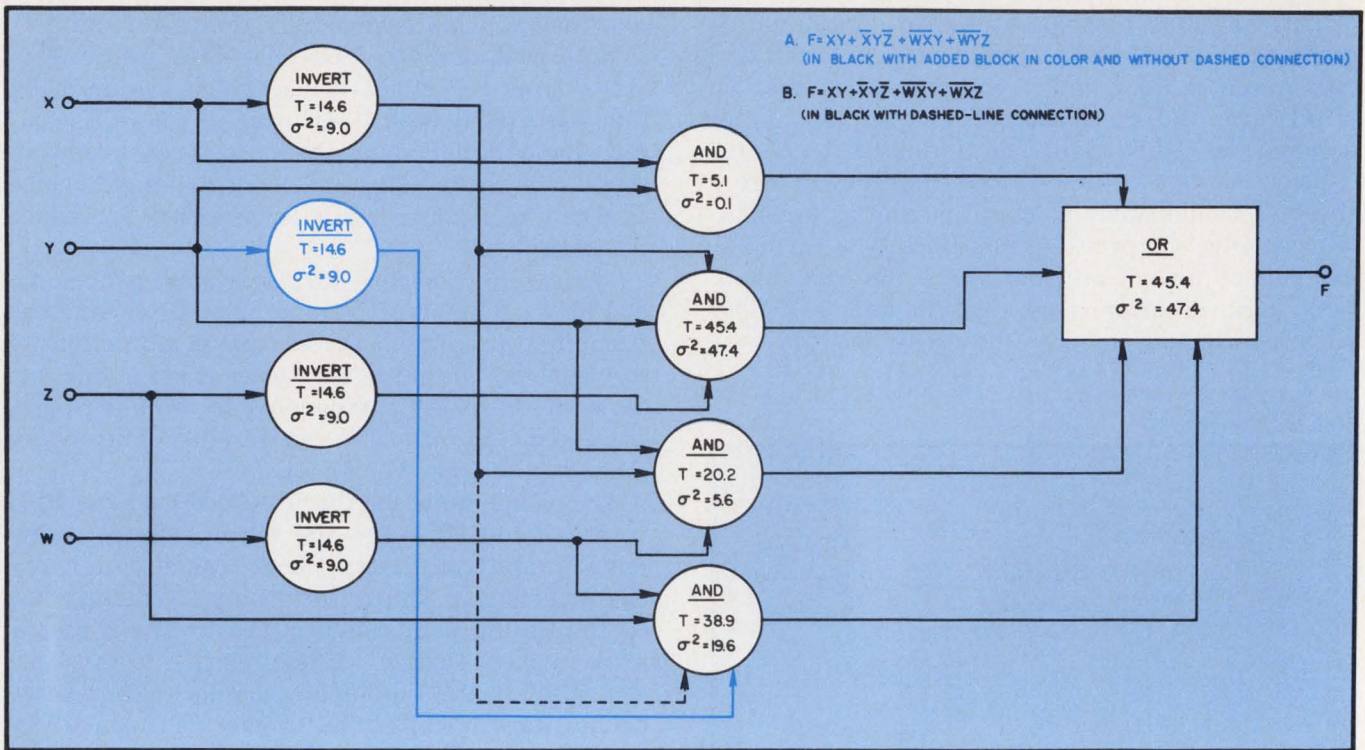 A. F=XY+X̅YZ̅+W̅X̅Y+W̅Y̅Z
(IN BLACK WITH ADDED BLOCK IN COLOR AND WITHOUT DASHED CONNECTION)
B. F=XY+X̅YZ̅+W̅X̅Y+W̅X̅Z
(IN BLACK WITH DASHED-LINE CONNECTION)
X
INVERT
T=14.6
σ²=9.0
AND
T=5.1
σ²=0.1
Y
INVERT
T=14.6
σ²=9.0
AND
T=45.4
σ²=47.4
OR
T=45.4
σ²=47.4
F
Z
INVERT
T=14.6
σ²=9.0
AND
T=20.2
σ²=5.6
W
INVERT
T=14.6
σ²=9.0
AND
T=38.9
σ²=19.6